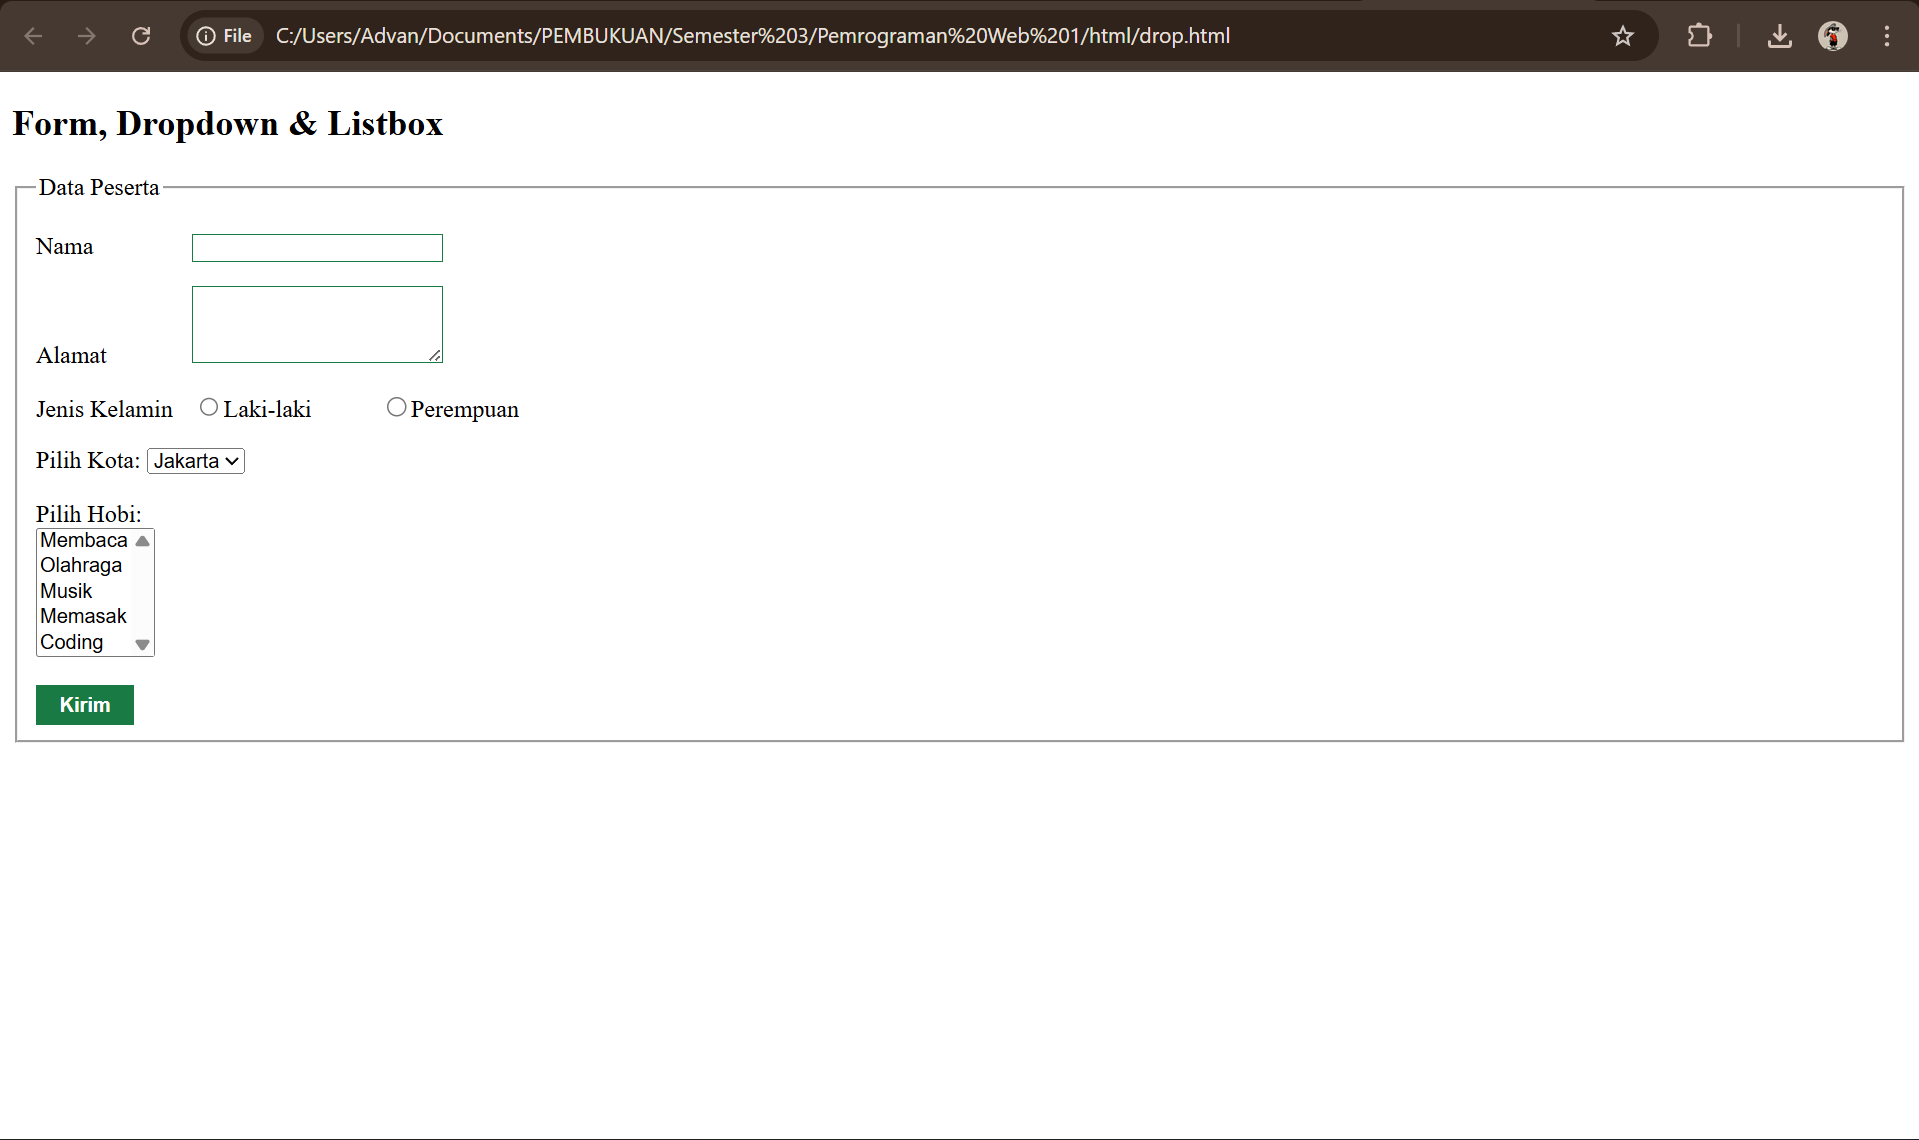 File C:/Users/Advan/Documents/PEMBUKUAN/Semester%203/Pemrograman%20Web%201/html/drop.html
Form, Dropdown & Listbox
Data Peserta
Nama
Alamat
Jenis Kelamin Laki-laki Perempuan
Pilih Kota: Jakarta
Pilih Hobi:
Membaca
Olahraga
Musik
Memasak
Coding
Kirim